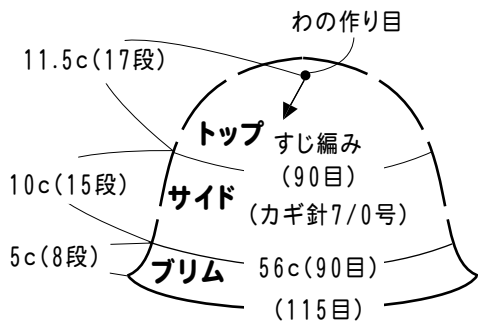 わの作り目
11.5c(17段)
トップ
すじ編み
(90目)
10c(15段)
サイド
(カギ針7/0号)
5c(8段)
ブリム
56c(90目)
(115目)